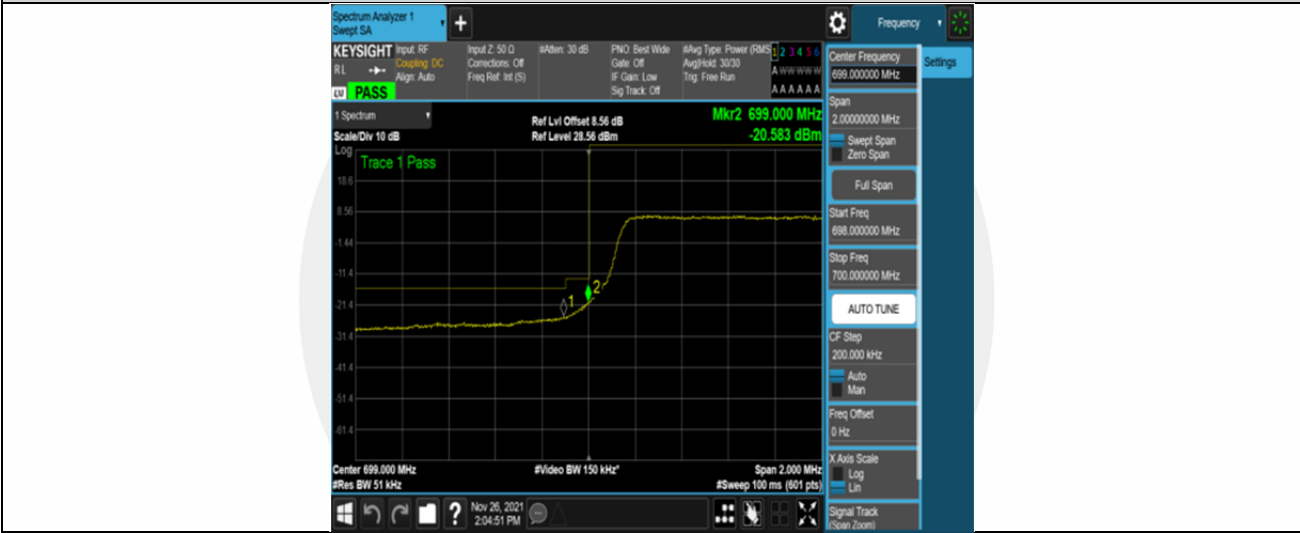 Spectrum Analyzer 1
Swept SA
+
Frequency
KEYSIGHT
RL
LXI PASS
Input: RF
Coupling: DC
Align: Auto
Input Z: 50 Ω
Corrections: Off
Freq Ref: Int (S)
#Atten: 30 dB
PNO: Best Wide
Gate: Off
IF Gain: Low
Sig Track: Off
#Avg Type: Power (RMS
Avg|Hold: 30/30
Trig: Free Run
1 2 3 4 5 6
A W W W W W
A A A A A A
Center Frequency
699.000000 MHz
Settings
1 Spectrum
Scale/Div 10 dB
Ref Lvl Offset 8.56 dB
Ref Level 28.56 dBm
Mkr2 699.000 MHz
-20.583 dBm
Log
Trace 1 Pass
18.6
8.56
-1.44
-11.4
-21.4
-31.4
-41.4
-51.4
-61.4
1
2
Center 699.000 MHz
#Res BW 51 kHz
#Video BW 150 kHz*
Span 2.000 MHz
#Sweep 100 ms (601 pts)
Span
2.00000000 MHz
Swept Span
Zero Span
Full Span
Start Freq
698.000000 MHz
Stop Freq
700.000000 MHz
AUTO TUNE
CF Step
200.000 kHz
Auto
Man
Freq Offset
0 Hz
X Axis Scale
Log
Lin
Signal Track
(Span Zoom)
?
Nov 26, 2021
2:04:51 PM